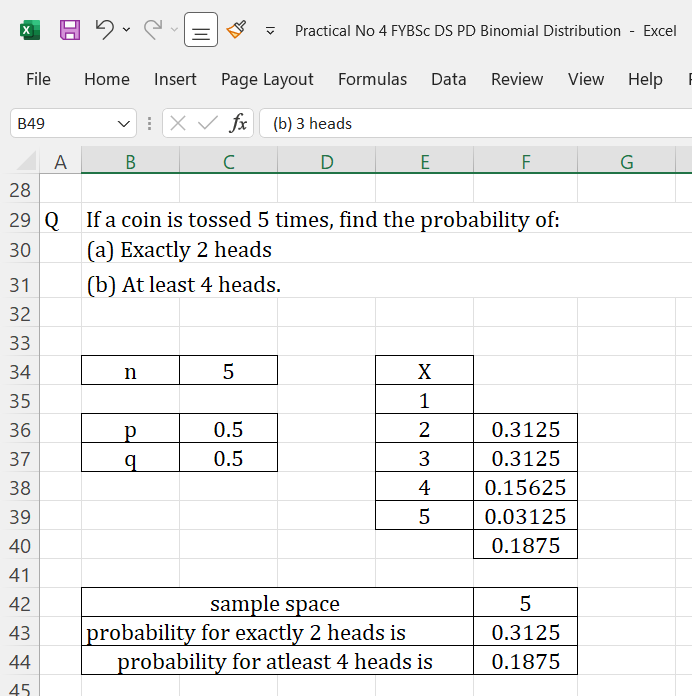 Practical No 4 FYBSc DS PD Binomial Distribution - Excel
File Home Insert Page Layout Formulas Data Review View Help
B49 fx (b) 3 heads
A B C D E F G
28
29 Q If a coin is tossed 5 times, find the probability of:
30 (a) Exactly 2 heads
31 (b) At least 4 heads.
32
33
34 n 5 X
35 1
36 p 0.5 2 0.3125
37 q 0.5 3 0.3125
38 4 0.15625
39 5 0.03125
40 0.1875
41
42 sample space 5
43 probability for exactly 2 heads is 0.3125
44 probability for atleast 4 heads is 0.1875
45